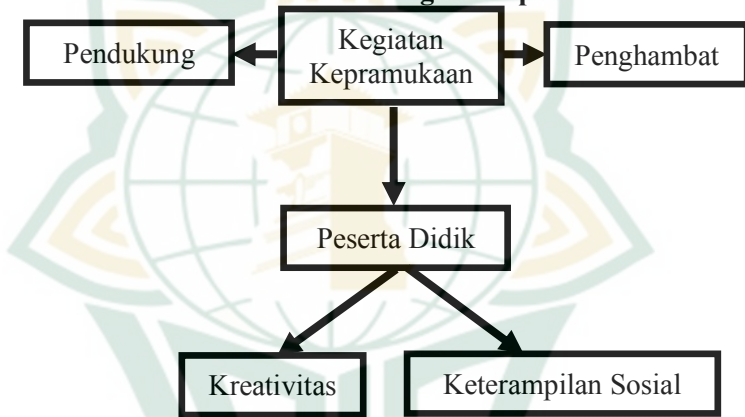 Pendukung
Kegiatan
Kepramukaan
Penghambat
Peserta Didik
Kreativitas
Keterampilan Sosial